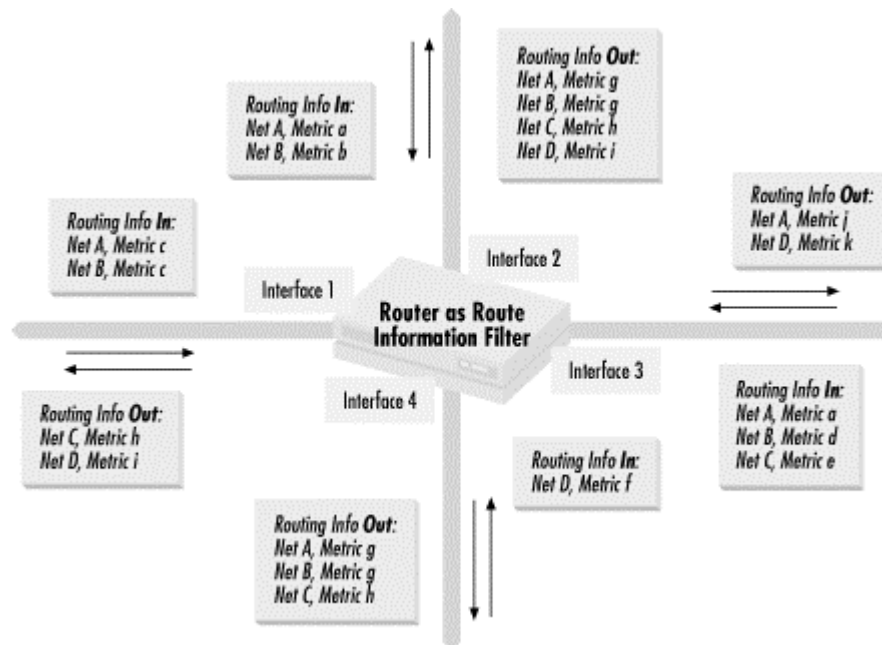 Routing Info Out:
Net A, Metric g
Net B, Metric g
Net C, Metric h
Net D, Metric i
Routing Info In:
Net A, Metric a
Net B, Metric b
Routing Info Out:
Net A, Metric j
Net D, Metric k
Routing Info In:
Net A, Metric c
Net B, Metric c
Interface 2
Interface 1
Router as Route
Information Filter
Interface 3
Interface 4
Routing Info In:
Net A, Metric a
Net B, Metric d
Net C, Metric e
Routing Info Out:
Net C, Metric h
Net D, Metric i
Routing Info In:
Net D, Metric f
Routing Info Out:
Net A, Metric g
Net B, Metric g
Net C, Metric h